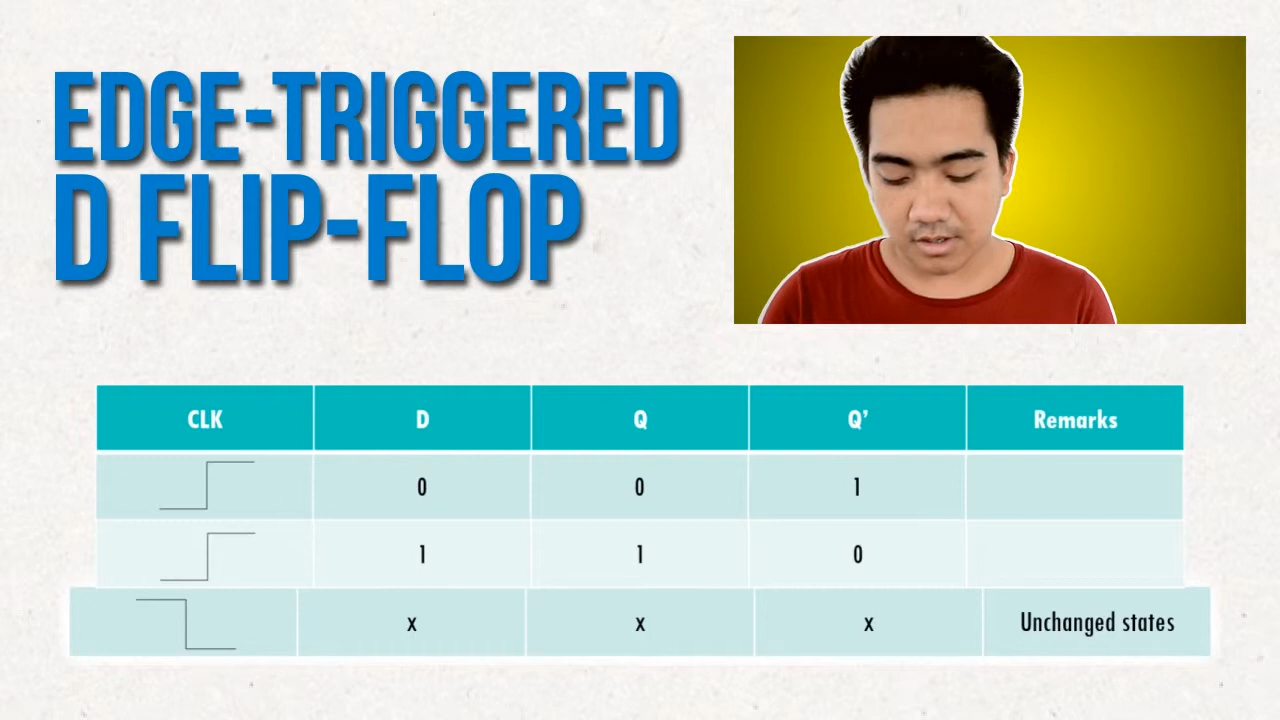 EDGE-TRIGGERED
D FLIP-FLOP
CLK D Q Q’ Remarks
0 0 1
1 1 0
x x x Unchanged states